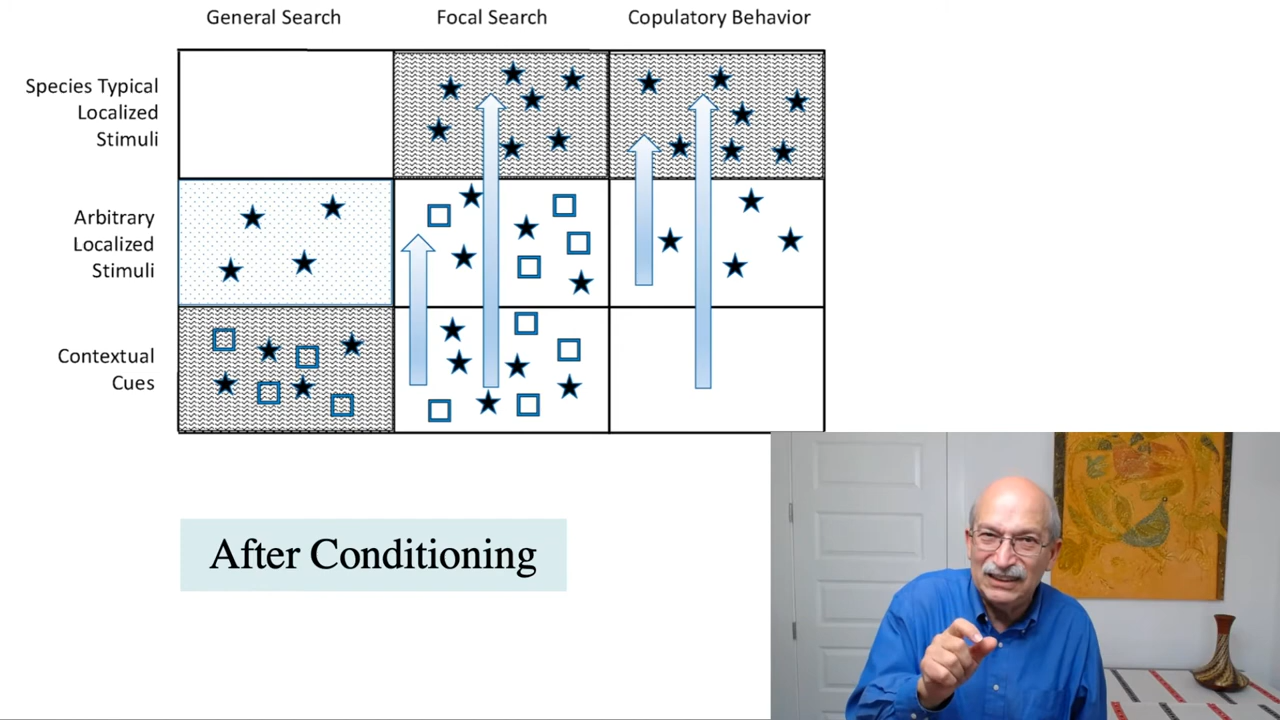 General Search
Focal Search
Copulatory Behavior
Species Typical
Localized
Stimuli
Arbitrary
Localized
Stimuli
Contextual
Cues
After Conditioning